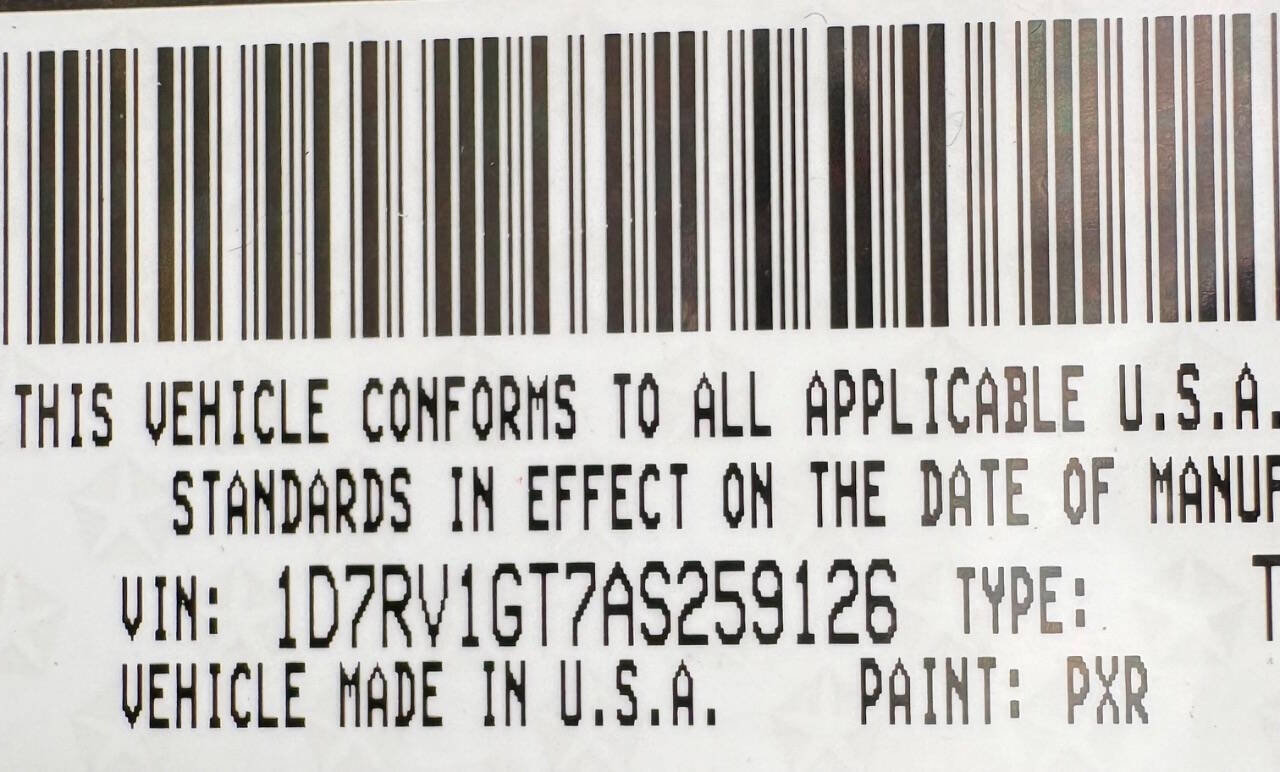 THIS VEHICLE CONFORMS TO ALL APPLICABLE U.S.A.
STANDARDS IN EFFECT ON THE DATE OF MANUF
VIN: 1D7RV1GT7AS259126 TYPE: T
VEHICLE MADE IN U.S.A. PAINT: PXR